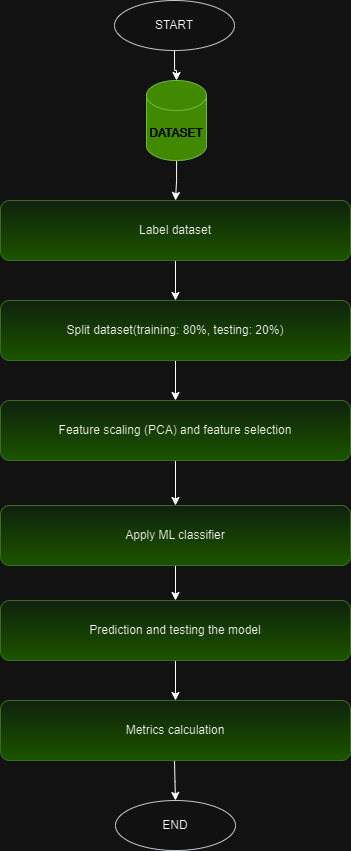 START
DATASET
Label dataset
Split dataset(training: 80%, testing: 20%)
Feature scaling (PCA) and feature selection
Apply ML classifier
Prediction and testing the model
Metrics calculation
END